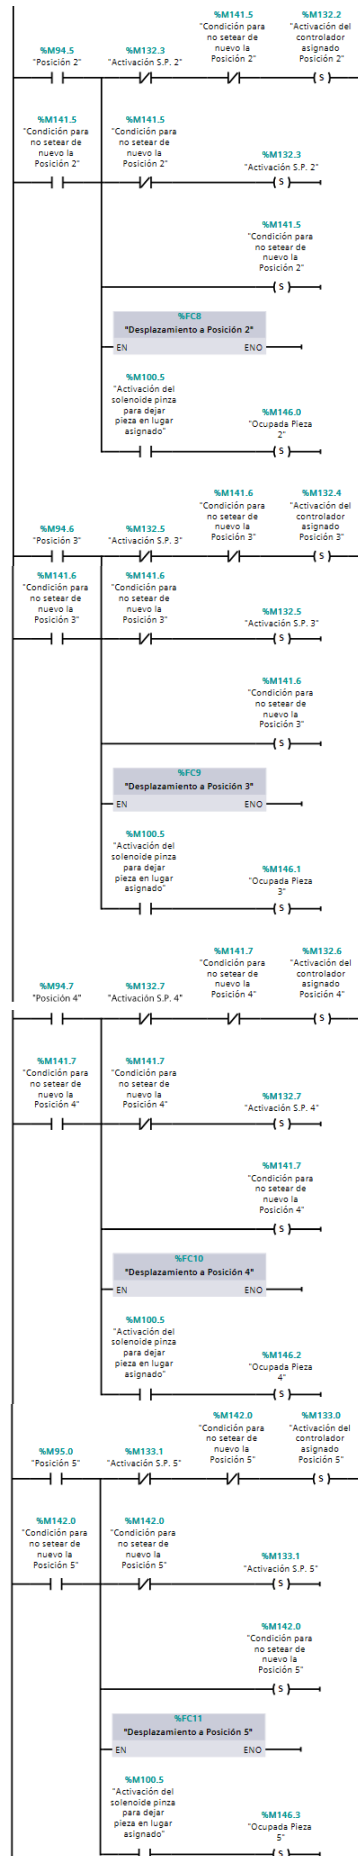 %M141.5 %M132.2
%M94.5 %M132.3 "Condición para "Activación del
"Posición 2" "Activación S.P. 2" no setear de controlador
nuevo la asignado
Posición 2" Posición 2"
( S )
%M141.5 %M141.5
"Condición para "Condición para
no setear de no setear de
nuevo la nuevo la
Posición 2" Posición 2"
%M132.3
"Activación S.P. 2"
( S )
%M141.5
"Condición para
no setear de
nuevo la
Posición 2"
( S )
%FC8
"Desplazamiento a Posición 2"
EN ENO
%M100.5
"Activación del
solenoide pinza
para dejar
pieza en lugar
asignado"
%M146.0
"Ocupada Pieza
2"
( S )
%M141.6 %M132.4
%M94.6 %M132.5 "Condición para "Activación del
"Posición 3" "Activación S.P. 3" no setear de controlador
nuevo la asignado
Posición 3" Posición 3"
( S )
%M141.6 %M141.6
"Condición para "Condición para
no setear de no setear de
nuevo la nuevo la
Posición 3" Posición 3"
%M132.5
"Activación S.P. 3"
( S )
%M141.6
"Condición para
no setear de
nuevo la
Posición 3"
( S )
%FC9
"Desplazamiento a Posición 3"
EN ENO
%M100.5
"Activación del
solenoide pinza
para dejar
pieza en lugar
asignado"
%M146.1
"Ocupada Pieza
3"
( S )
%M141.7 %M132.6
%M94.7 %M132.7 "Condición para "Activación del
"Posición 4" "Activación S.P. 4" no setear de controlador
nuevo la asignado
Posición 4" Posición 4"
( S )
%M141.7 %M141.7
"Condición para "Condición para
no setear de no setear de
nuevo la nuevo la
Posición 4" Posición 4"
%M132.7
"Activación S.P. 4"
( S )
%M141.7
"Condición para
no setear de
nuevo la
Posición 4"
( S )
%FC10
"Desplazamiento a Posición 4"
EN ENO
%M100.5
"Activación del
solenoide pinza
para dejar
pieza en lugar
asignado"
%M146.2
"Ocupada Pieza
4"
( S )
%M142.0 %M133.0
%M95.0 %M133.1 "Condición para "Activación del
"Posición 5" "Activación S.P. 5" no setear de controlador
nuevo la asignado
Posición 5" Posición 5"
( S )
%M142.0 %M142.0
"Condición para "Condición para
no setear de no setear de
nuevo la nuevo la
Posición 5" Posición 5"
%M133.1
"Activación S.P. 5"
( S )
%M142.0
"Condición para
no setear de
nuevo la
Posición 5"
( S )
%FC11
"Desplazamiento a Posición 5"
EN ENO
%M100.5
"Activación del
solenoide pinza
para dejar
pieza en lugar
asignado"
%M146.3
"Ocupada Pieza
5"
( S )